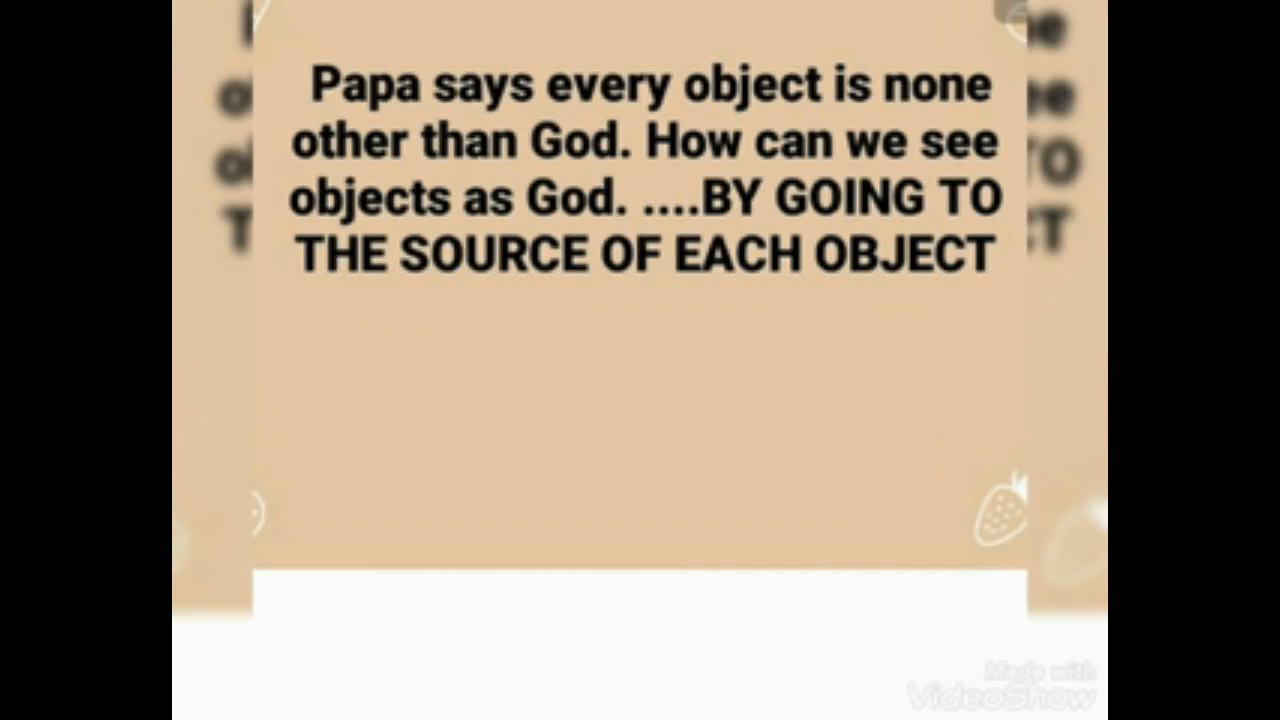 Papa says every object is none
other than God. How can we see
objects as God. ....BY GOING TO
THE SOURCE OF EACH OBJECT
Made with
VideoShow